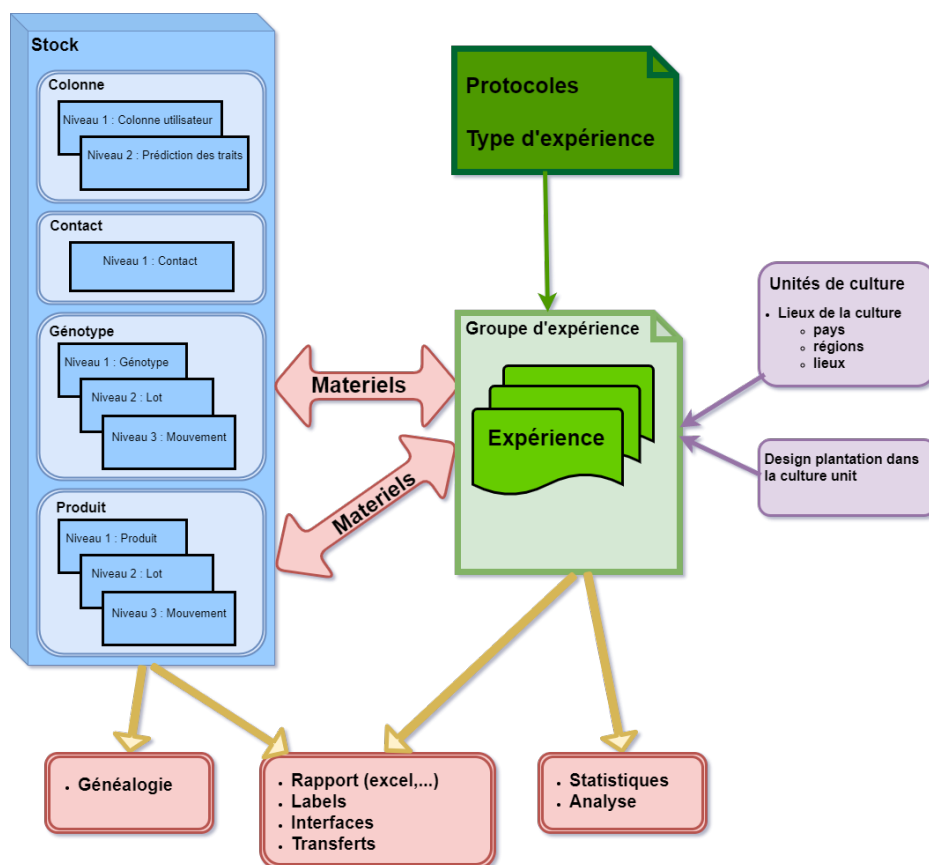 Stock
Colonne
Niveau 1 : Colonne utilisateur
Niveau 2 : Prédiction des traits
Contact
Niveau 1 : Contact
Génotype
Niveau 1 : Génotype
Niveau 2 : Lot
Niveau 3 : Mouvement
Produit
Niveau 1 : Produit
Niveau 2 : Lot
Niveau 3 : Mouvement
Protocoles
Type d'expérience
Materiels
Materiels
Groupe d'expérience
Expérience
Unités de culture
Lieux de la culture
pays
régions
lieux
Design plantation dans
la culture unit
Généalogie
Rapport (excel,...)
Labels
Interfaces
Transferts
Statistiques
Analyse